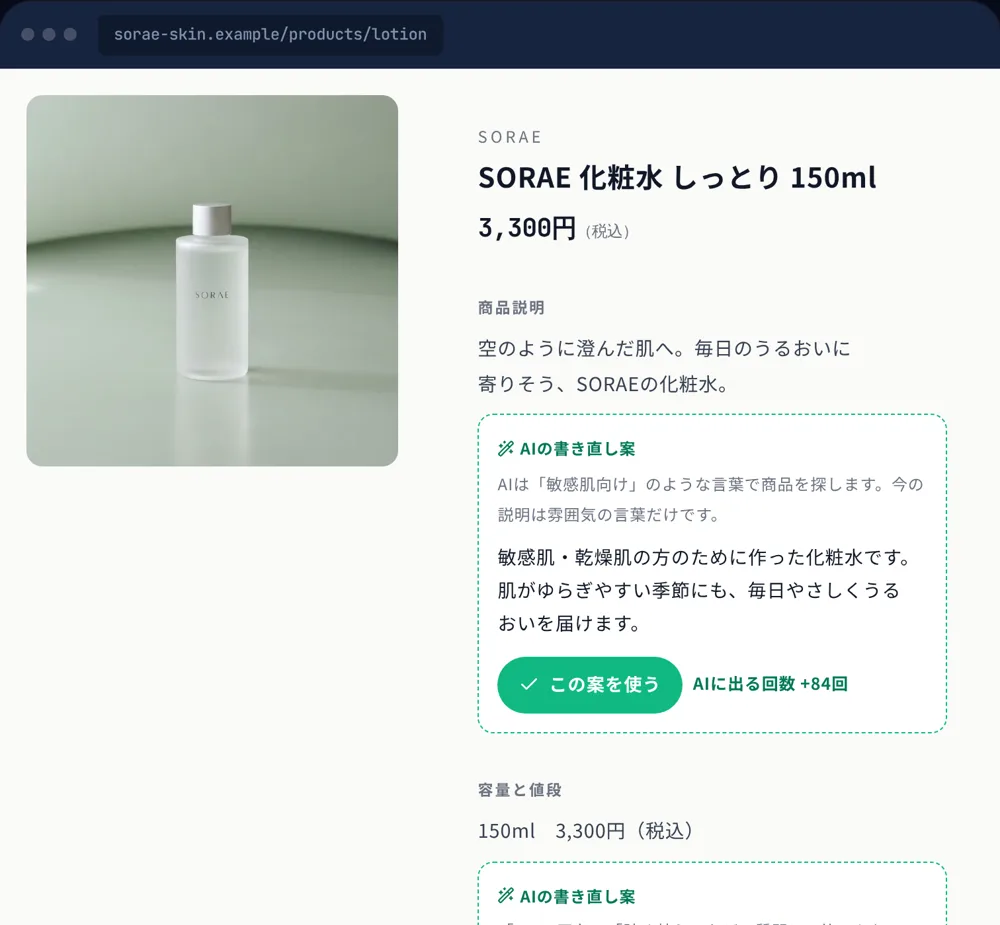 sorae-skin.example/products/lotion
SORAE
SORAE
SORAE 化粧水 しっとり 150ml
3,300円 (税込)
商品説明
空のように澄んだ肌へ。毎日のうるおいに
寄りそう、SORAEの化粧水。
AIの書き直し案
AIは「敏感肌向け」のような言葉で商品を探します。今の
説明は雰囲気の言葉だけです。
敏感肌・乾燥肌の方のために作った化粧水です。
肌がゆらぎやすい季節にも、毎日やさしくうる
おいを届けます。
この案を使う AIに出る回数 +84回
容量と値段
150ml 3,300円（税込）
AIの書き直し案